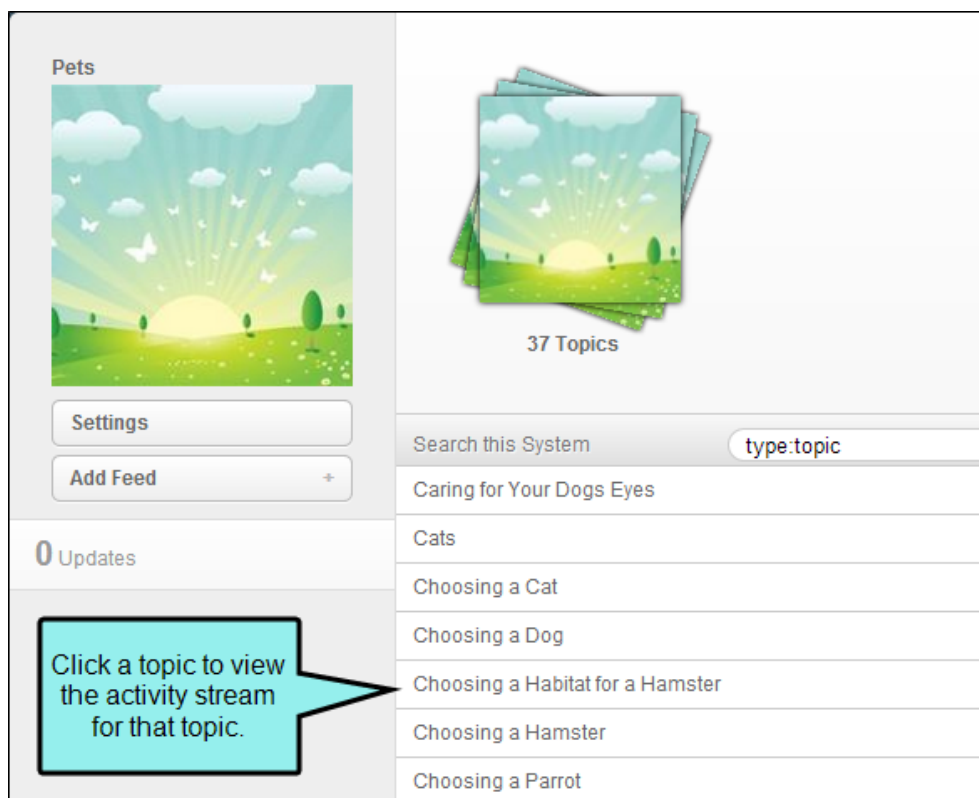 Pets
Settings
Add Feed +
0 Updates
Click a topic to view
the activity stream
for that topic.
37 Topics
Search this System type:topic
Caring for Your Dogs Eyes
Cats
Choosing a Cat
Choosing a Dog
Choosing a Habitat for a Hamster
Choosing a Hamster
Choosing a Parrot